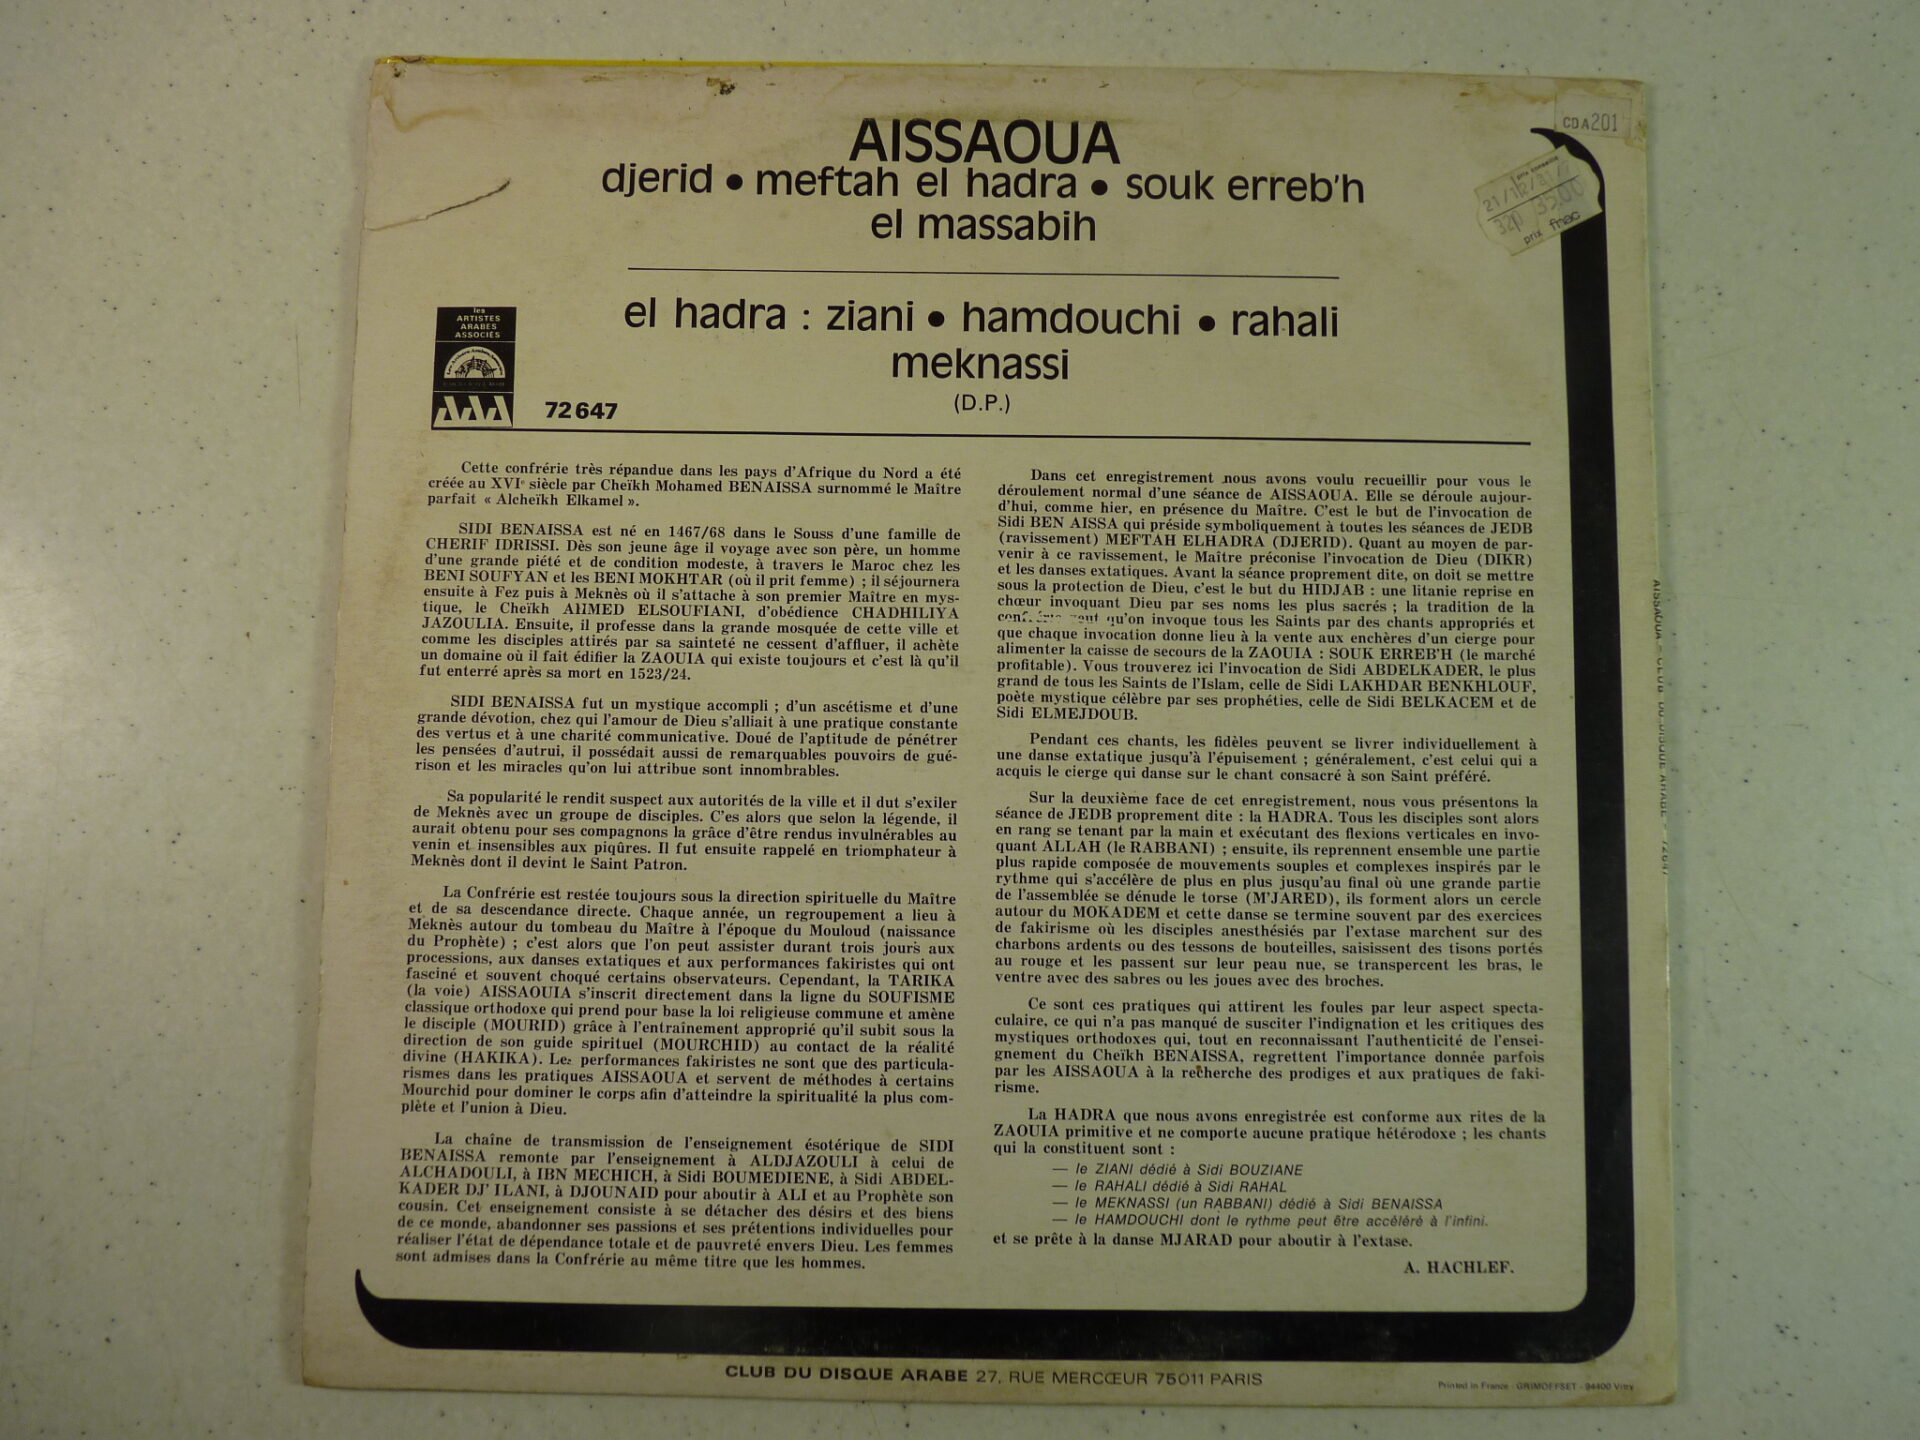 CDA201
AISSAOUA
djerid • meftah el hadra • souk erreb'h
el massabih
21/12/81/
32D 35.00
prix fnac
el hadra : ziani • hamdouchi • rahali
meknassi
(D.P.)
les
ARTISTES
ARABES
ASSOCIÉS
AAA
72647
Cette confrérie très répandue dans les pays d'Afrique du Nord a été
créée au XVIe siècle par Cheïkh Mohamed BENAISSA surnommé le Maître
parfait « Alcheïkh Elkamel ».
SIDI BENAISSA est né en 1467/68 dans le Souss d'une famille de
CHERIF IDRISSI. Dès son jeune âge il voyage avec son père, un homme
d'une grande piété et de condition modeste, à travers le Maroc chez les
BENI SOUFYAN et les BENI MOKHTAR (où il prit femme) ; il séjournera
ensuite à Fez puis à Meknès où il s'attache à son premier Maître en mys-
tique, le Cheïkh AHMED ELSOUFIANI, d'obédience CHADHILIYA
JAZOULIA. Ensuite, il professe dans la grande mosquée de cette ville et
comme les disciples attirés par sa sainteté ne cessent d'affluer, il achète
un domaine où il fait édifier la ZAOUIA qui existe toujours et c'est là qu'il
fut enterré après sa mort en 1523/24.
SIDI BENAISSA fut un mystique accompli ; d'un ascétisme et d'une
grande dévotion, chez qui l'amour de Dieu s'alliait à une pratique constante
des vertus et à une charité communicative. Doué de l'aptitude de pénétrer
les pensées d'autrui, il possédait aussi de remarquables pouvoirs de gué-
rison et les miracles qu'on lui attribue sont innombrables.
Sa popularité le rendit suspect aux autorités de la ville et il dut s'exiler
de Meknès avec un groupe de disciples. C'es alors que selon la légende, il
aurait obtenu pour ses compagnons la grâce d'être rendus invulnérables au
venin et insensibles aux piqûres. Il fut ensuite rappelé en triomphateur à
Meknès dont il devint le Saint Patron.
La Confrérie est restée toujours sous la direction spirituelle du Maître
et de sa descendance directe. Chaque année, un regroupement a lieu à
Meknès autour du tombeau du Maître à l'époque du Mouloud (naissance
du Prophète) ; c'est alors que l'on peut assister durant trois jours aux
processions, aux danses extatiques et aux performances fakiristes qui ont
fasciné et souvent choqué certains observateurs. Cependant, la TARIKA
(la voie) AISSAOUIA s'inscrit directement dans la ligne du SOUFISME
classique orthodoxe qui prend pour base la loi religieuse commune et amène
le disciple (MOURID) grâce à l'entraînement approprié qu'il subit sous la
direction de son guide spirituel (MOURCHID) au contact de la réalité
divine (HAKIKA). Les performances fakiristes ne sont que des particula-
rismes dans les pratiques AISSAOUA et servent de méthodes à certains
Mourchid pour dominer le corps afin d'atteindre la spiritualité la plus com-
plète et l'union à Dieu.
La chaîne de transmission de l'enseignement ésotérique de SIDI
BENAISSA remonte par l'enseignement à ALDJAZOULI à celui de
ALCHADOULI, à IBN MECHICH, à Sidi BOUMEDIENE, à Sidi ABDEL-
KADER DJ' ILANI, à DJOUNAID pour aboutir à ALI et au Prophète son
cousin. Cet enseignement consiste à se détacher des désirs et des biens
de ce monde, abandonner ses passions et ses prétentions individuelles pour
réaliser l'état de dépendance totale et de pauvreté envers Dieu. Les femmes
sont admises dans la Confrérie au même titre que les hommes.
Dans cet enregistrement nous avons voulu recueillir pour vous le
déroulement normal d'une séance de AISSAOUA. Elle se déroule aujour-
d'hui, comme hier, en présence du Maître. C'est le but de l'invocation de
Sidi BEN AISSA qui préside symboliquement à toutes les séances de JEDB
(ravissement) MEFTAH ELHADRA (DJERID). Quant au moyen de par-
venir à ce ravissement, le Maître préconise l'invocation de Dieu (DIKR)
et les danses extatiques. Avant la séance proprement dite, on doit se mettre
sous la protection de Dieu, c'est le but du HIDJAB : une litanie reprise en
chœur invoquant Dieu par ses noms les plus sacrés ; la tradition de la
qu'on invoque tous les Saints par des chants appropriés et
que chaque invocation donne lieu à la vente aux enchères d'un cierge pour
alimenter la caisse de secours de la ZAOUIA : SOUK ERREB'H (le marché
profitable). Vous trouverez ici l'invocation de Sidi ABDELKADER, le plus
grand de tous les Saints de l'Islam, celle de Sidi LAKHDAR BENKHLOUF,
poète mystique célèbre par ses prophéties, celle de Sidi BELKACEM et de
Sidi ELMEJDOUB.
Pendant ces chants, les fidèles peuvent se livrer individuellement à
une danse extatique jusqu'à l'épuisement ; généralement, c'est celui qui a
acquis le cierge qui danse sur le chant consacré à son Saint préféré.
Sur la deuxième face de cet enregistrement, nous vous présentons la
séance de JEDB proprement dite : la HADRA. Tous les disciples sont alors
en rang se tenant par la main et exécutant des flexions verticales en invo-
quant ALLAH (le RABBANI) ; ensuite, ils reprennent ensemble une partie
plus rapide composée de mouvements souples et complexes inspirés par le
rythme qui s'accélère de plus en plus jusqu'au final où une grande partie
de l'assemblée se dénude le torse (M'JARED), ils forment alors un cercle
autour du MOKADEM et cette danse se termine souvent par des exercices
de fakirisme où les disciples anesthésiés par l'extase marchent sur des
charbons ardents ou des tessons de bouteilles, saisissent des tisons portés
au rouge et les passent sur leur peau nue, se transpercent les bras, le
ventre avec des sabres ou les joues avec des broches.
Ce sont ces pratiques qui attirent les foules par leur aspect specta-
culaire, ce qui n'a pas manqué de susciter l'indignation et les critiques des
mystiques orthodoxes qui, tout en reconnaissant l'authenticité de l'ensei-
gnement du Cheïkh BENAISSA, regrettent l'importance donnée parfois
par les AISSAOUA à la recherche des prodiges et aux pratiques de faki-
risme.
La HADRA que nous avons enregistrée est conforme aux rites de la
ZAOUIA primitive et ne comporte aucune pratique hétérodoxe ; les chants
qui la constituent sont :
— le ZIANI dédié à Sidi BOUZIANE
— le RAHALI dédié à Sidi RAHAL
— le MEKNASSI (un RABBANI) dédié à Sidi BENAISSA
— le HAMDOUCHI dont le rythme peut être accéléré à l'infini.
et se prête à la danse MJARAD pour aboutir à l'extase.
A. HACHLEF.
CLUB DU DISQUE ARABE 27, RUE MERCŒUR 75011 PARIS
Printed in France - GRIMOFFSET - 94400 Vitry
AISSAOUA - CLUB DU DISQUE ARABE - 72647